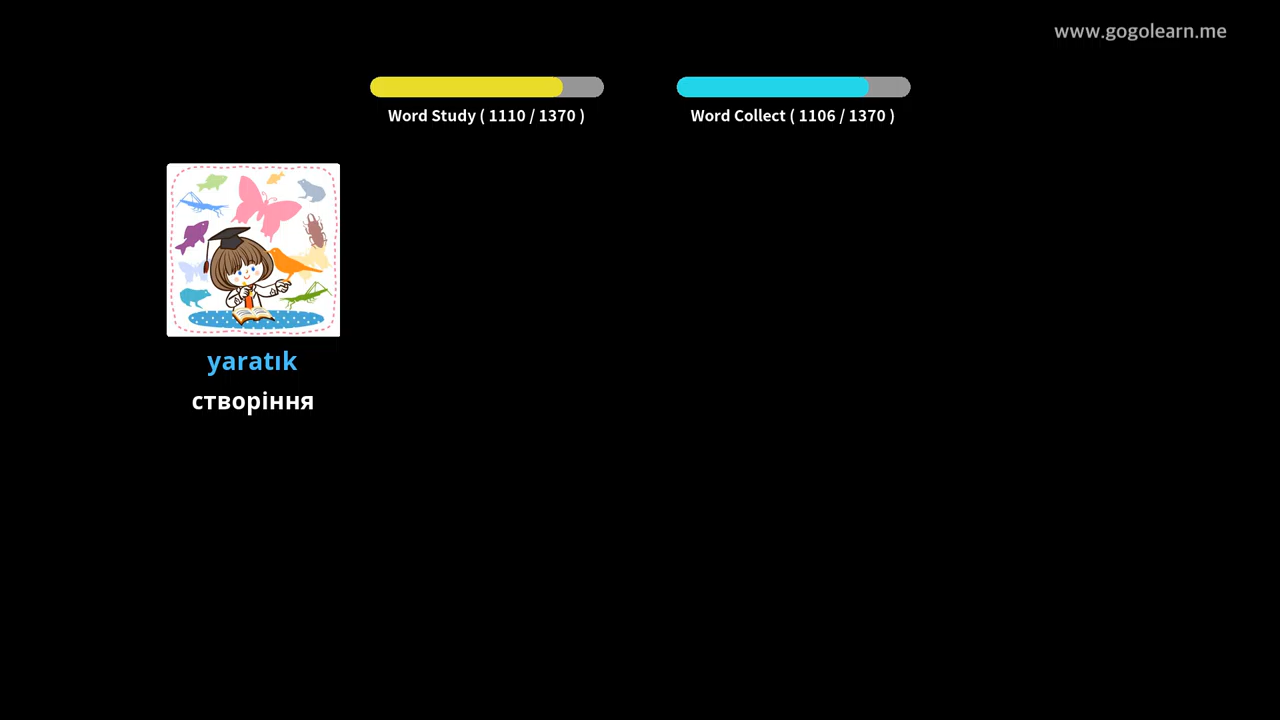 www.gogolearn.me
Word Study ( 1110 / 1370 )
Word Collect ( 1106 / 1370 )
yaratık
створіння